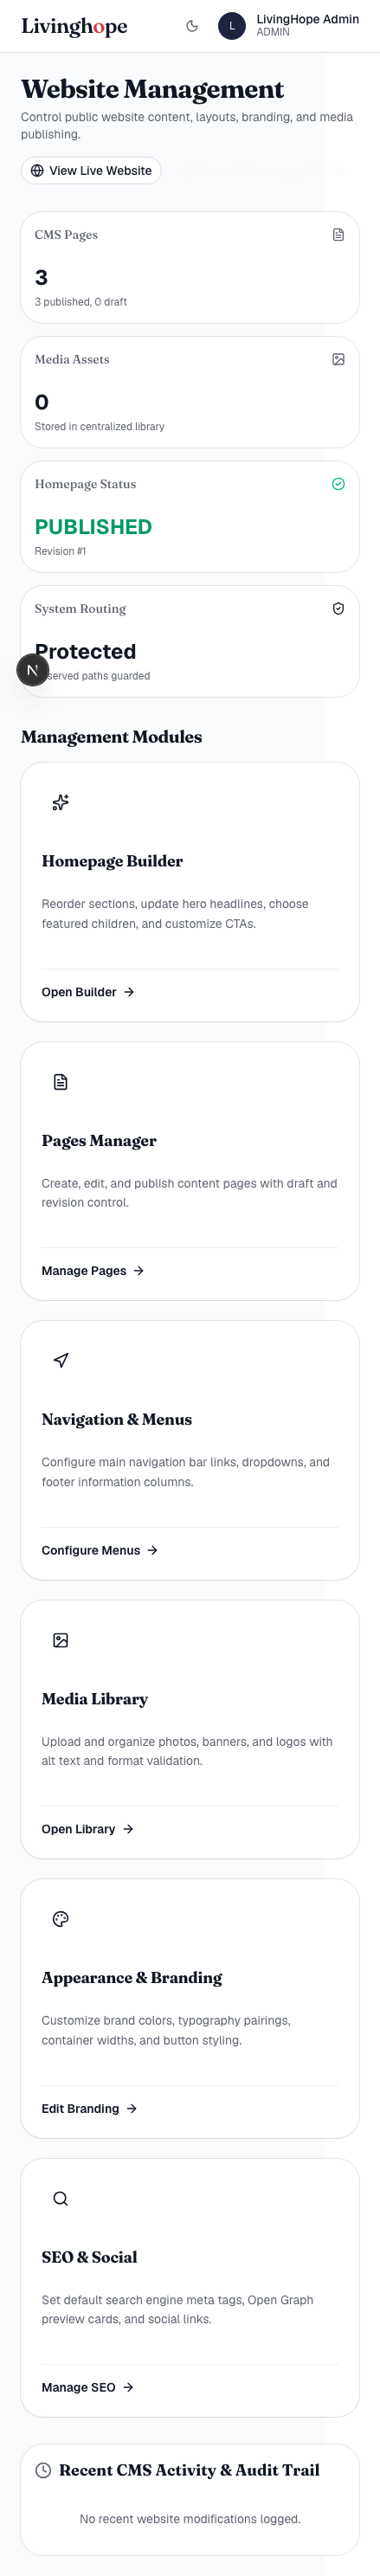 Livinghope
L
LivingHope Admin
ADMIN
Website Management
Control public website content, layouts, branding, and media
publishing.
View Live Website
CMS Pages
3
3 published, 0 draft
Media Assets
0
Stored in centralized library
Homepage Status
PUBLISHED
Revision #1
System Routing
Protected
served paths guarded
N
Management Modules
Homepage Builder
Reorder sections, update hero headlines, choose
featured children, and customize CTAs.
Open Builder
Pages Manager
Create, edit, and publish content pages with draft and
revision control.
Manage Pages
Navigation & Menus
Configure main navigation bar links, dropdowns, and
footer information columns.
Configure Menus
Media Library
Upload and organize photos, banners, and logos with
alt text and format validation.
Open Library
Appearance & Branding
Customize brand colors, typography pairings,
container widths, and button styling.
Edit Branding
SEO & Social
Set default search engine meta tags, Open Graph
preview cards, and social links.
Manage SEO
Recent CMS Activity & Audit Trail
No recent website modifications logged.